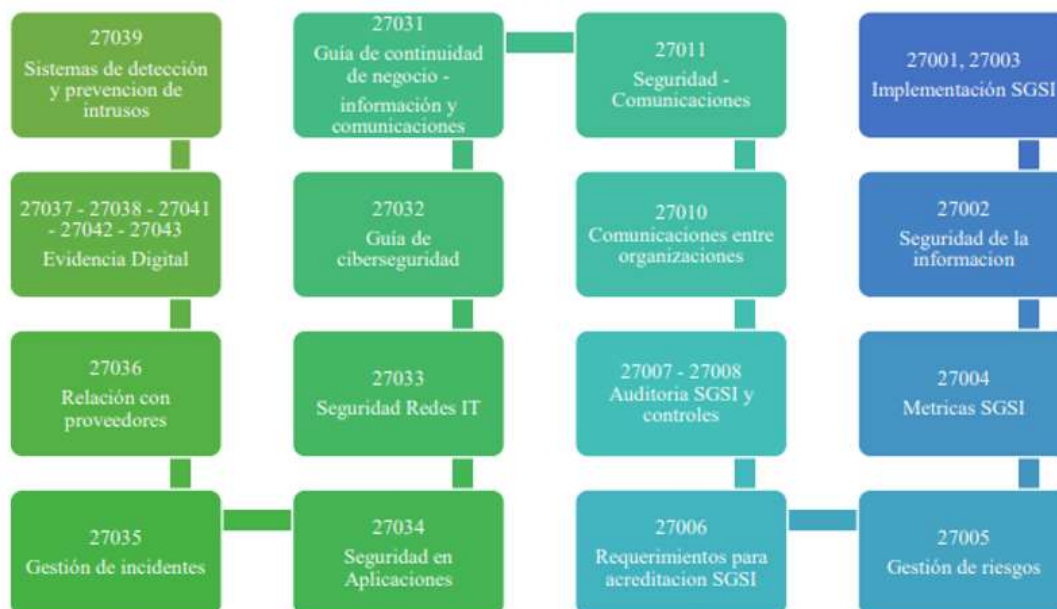 27039
Sistemas de detección
y prevencion de
intrusos
27031
Guía de continuidad
de negocio -
información y
comunicaciones
27011
Seguridad -
Comunicaciones
27001, 27003
Implementación SGSI
27037 - 27038 - 27041
- 27042 - 27043
Evidencia Digital
27032
Guía de
ciberseguridad
27010
Comunicaciones entre
organizaciones
27002
Seguridad de la
informacion
27036
Relación con
proveedores
27033
Seguridad Redes IT
27007 - 27008
Auditoria SGSI y
controles
27004
Metricas SGSI
27035
Gestión de incidentes
27034
Seguridad en
Aplicaciones
27006
Requerimientos para
acreditacion SGSI
27005
Gestión de riesgos